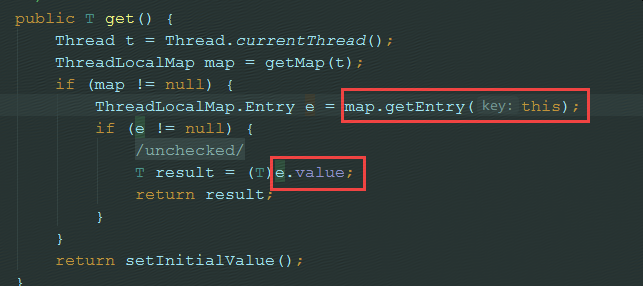 public T get() {
Thread t = Thread.currentThread();
ThreadLocalMap map = getMap(t);
if (map != null) {
ThreadLocalMap.Entry e = map.getEntry( key: this);
if (e != null) {
/unchecked/
T result = (T)e.value;
return result;
}
}
return setInitialValue();
}